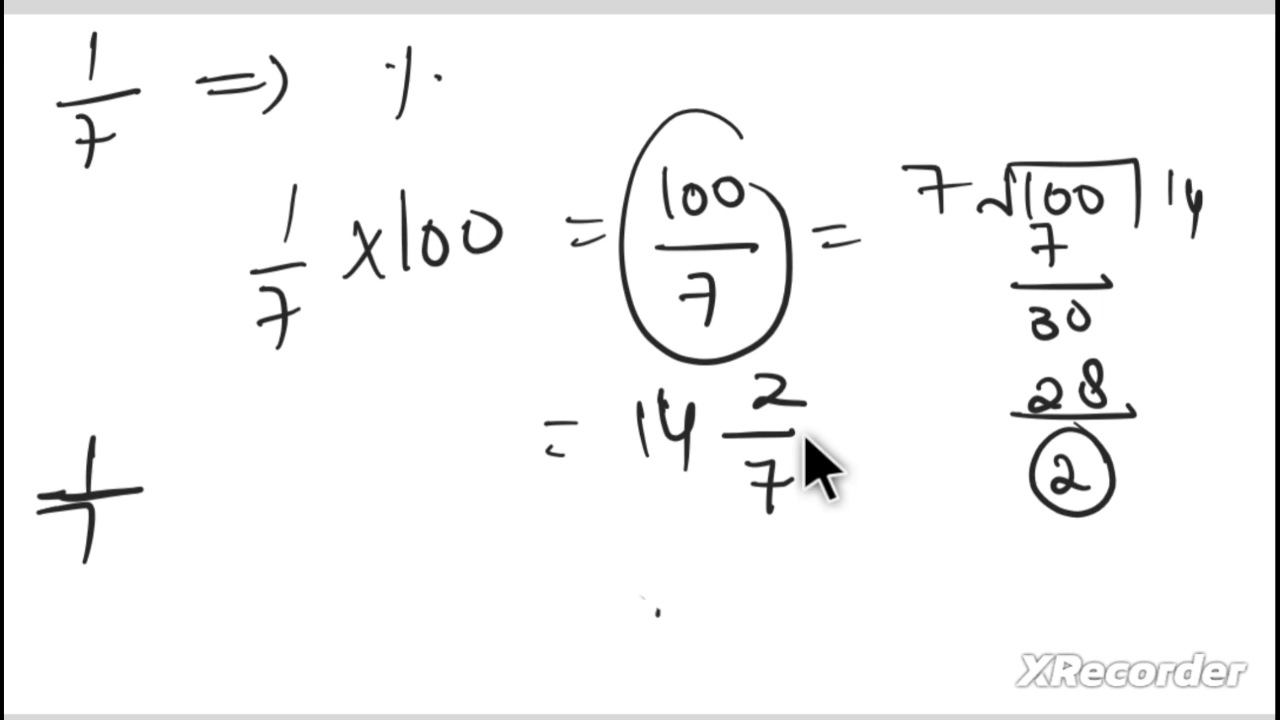 1/7 => %
1/7 x 100 = 100/7 = 7√100 14
7
30
28
2
= 14 2/7
1/7
XRecorder